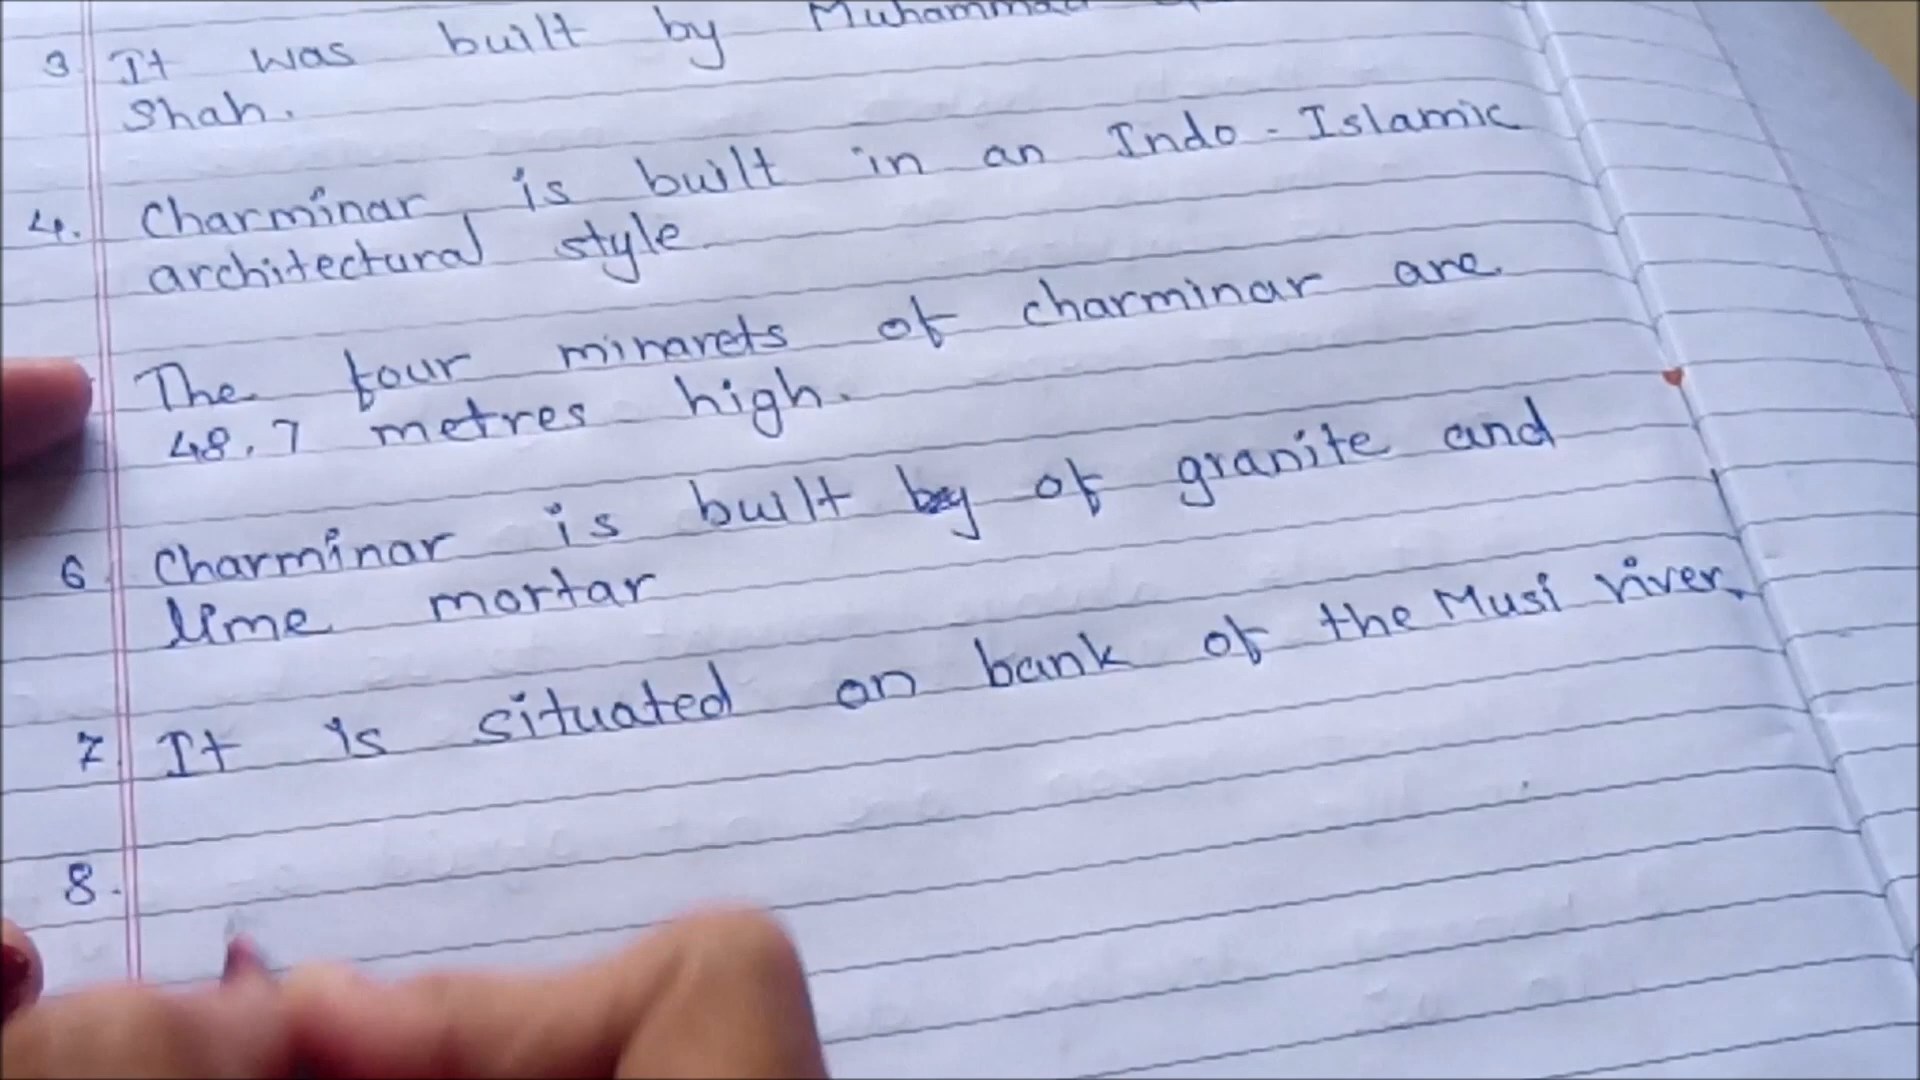 3. It was built by Muhammad
Shah.
4. Charminar is built in an Indo-Islamic
architectural style
The four minarets of charminar are
48.7 metres high.
6 Charminar is built by of granite and
lime mortar
7. It is situated on bank of the Musi river.
8.